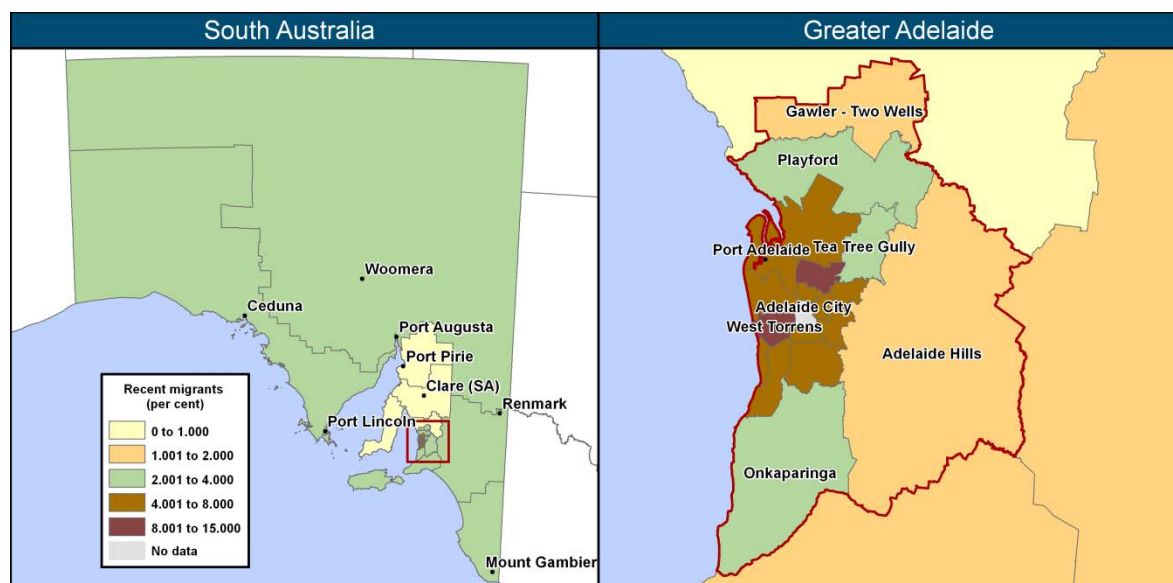 South Australia
Woomera
Ceduna
Port Augusta
Port Pirie
Clare (SA)
Renmark
Port Lincoln
Mount Gambier
Recent migrants
(per cent)
0 to 1.000
1.001 to 2.000
2.001 to 4.000
4.001 to 8.000
8.001 to 15.000
No data
Greater Adelaide
Gawler - Two Wells
Playford
Port Adelaide
Tea Tree Gully
Adelaide City
West Torrens
Adelaide Hills
Onkaparinga